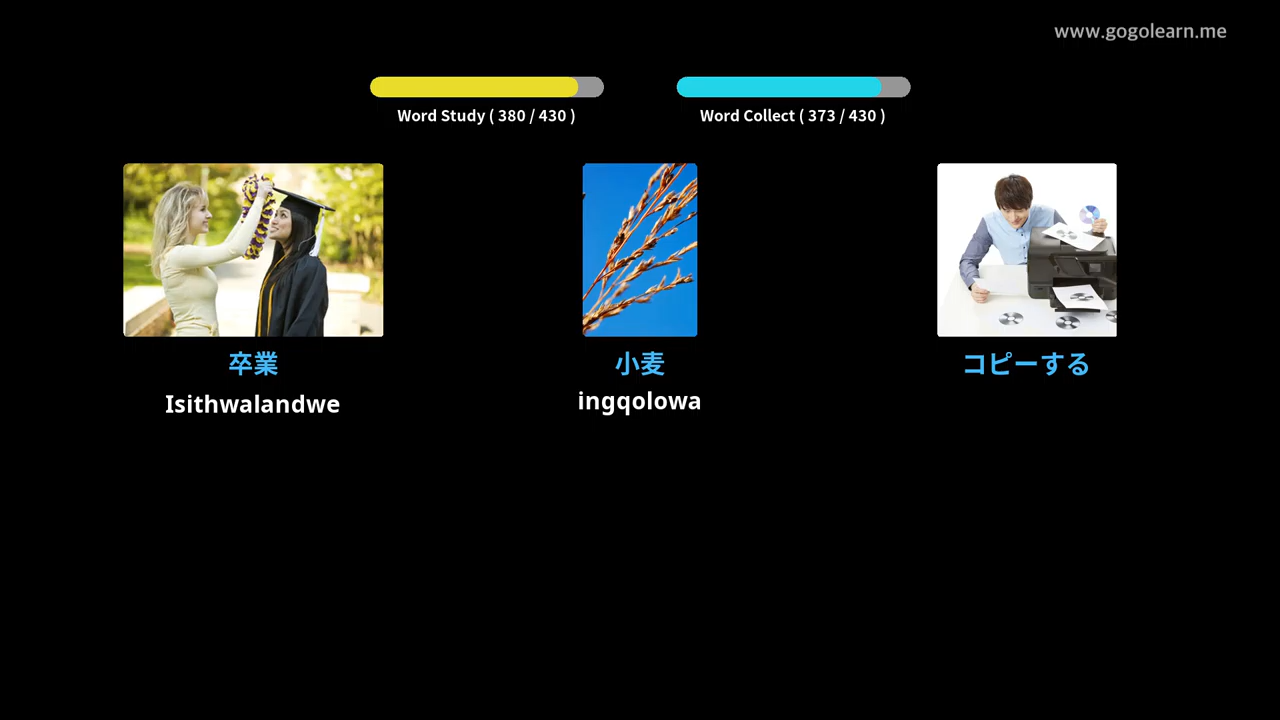 www.gogolearn.me
Word Study ( 380 / 430 )
Word Collect ( 373 / 430 )
卒業
小麦
コピーする
Isithwalandwe
ingqolowa